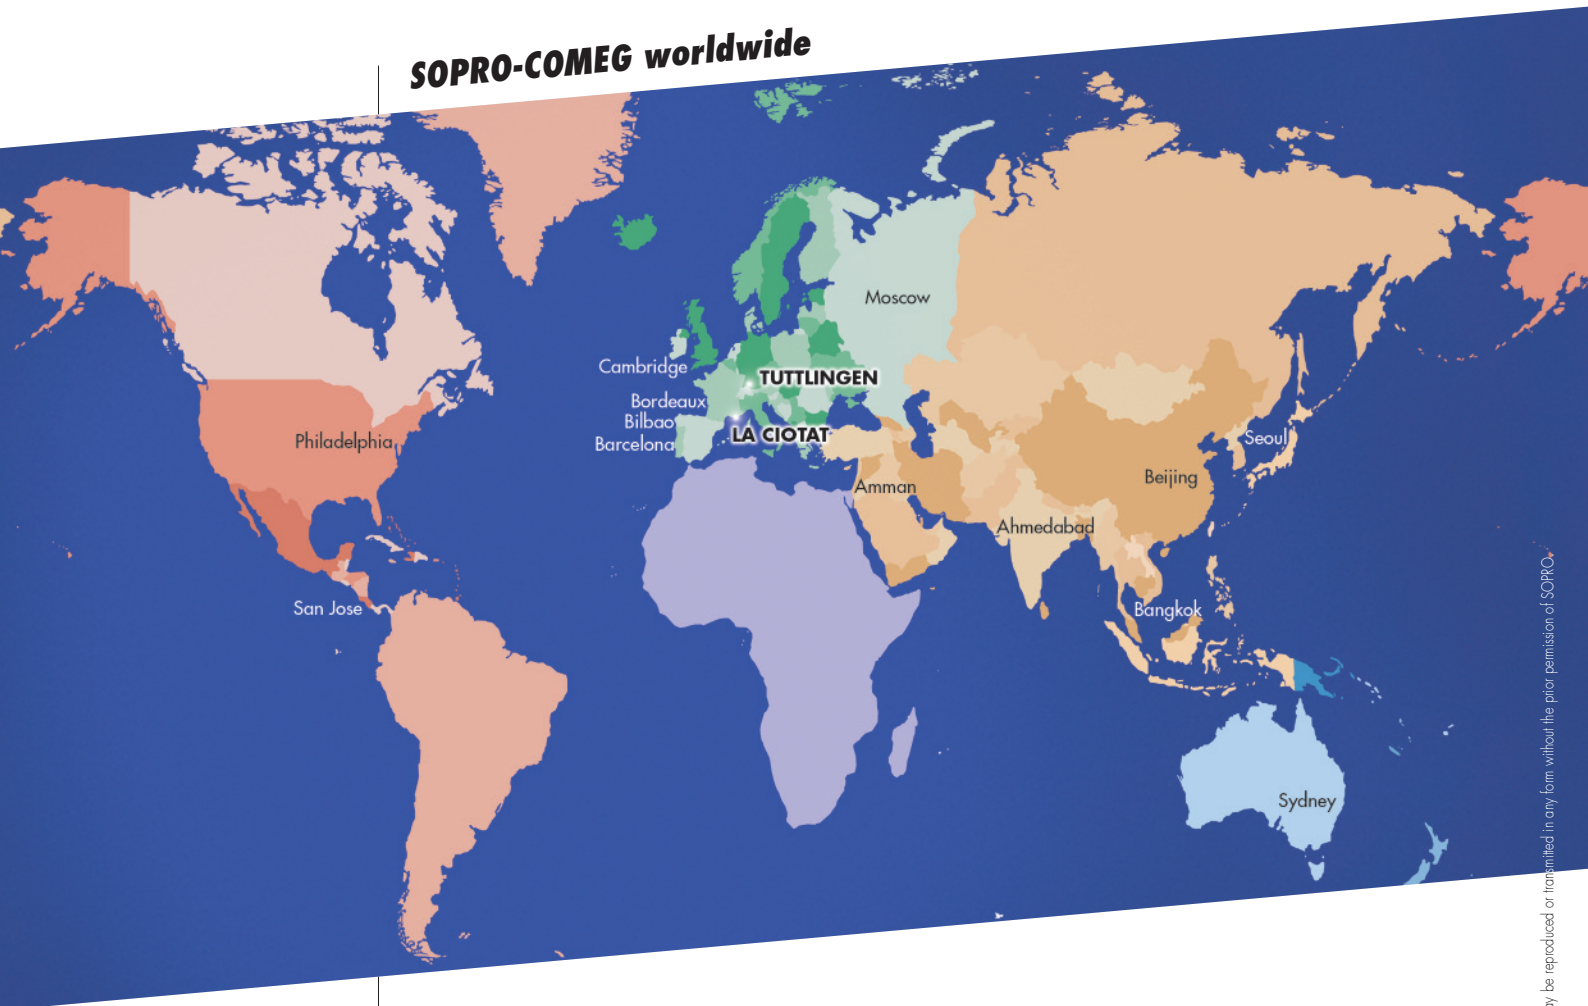 SOPRO-COMEG worldwide
Moscow
Cambridge
TUTTLINGEN
Bordeaux
Bilbao
LA CIOTAT
Barcelona
Philadelphia
Seoul
Beijing
Amman
Ahmedabad
San Jose
Bangkok
Sydney
be reproduced or transmitted in any form without the prior permission of SOPRO.